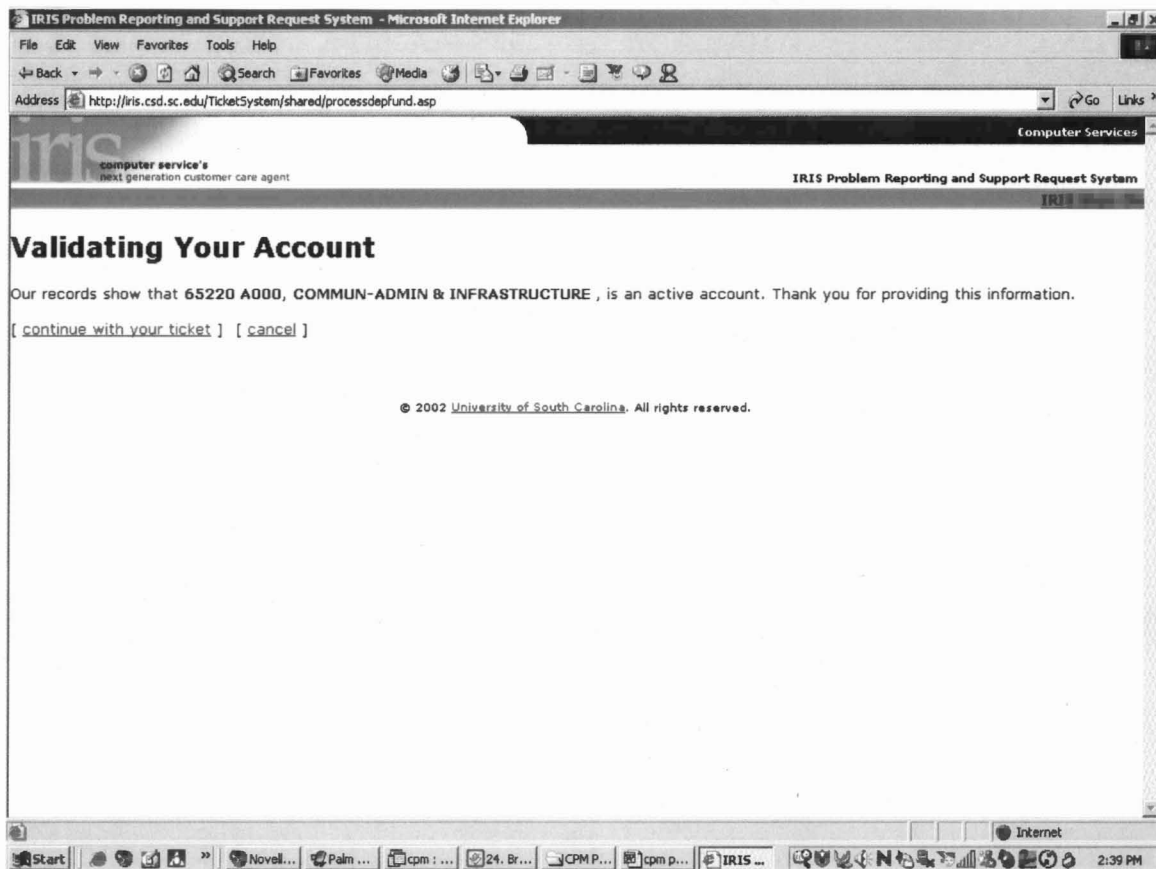 IRIS Problem Reporting and Support Request System - Microsoft Internet Explorer
File Edit View Favorites Tools Help
Back Search Favorites Media
Address http://iris.csd.sc.edu/TicketSystem/shared/processdepfund.asp Go Links »
Computer Services
iris
computer service's
next generation customer care agent
IRIS Problem Reporting and Support Request System
IRIS
Validating Your Account
Our records show that 65220 A000, COMMUN-ADMIN & INFRASTRUCTURE , is an active account. Thank you for providing this information.
[ continue with your ticket ] [ cancel ]
© 2002 University of South Carolina. All rights reserved.
Internet
Start » Novell... Palm ... cpm : ... 24. Br... CPM P... cpm p... IRIS ... N 2:39 PM